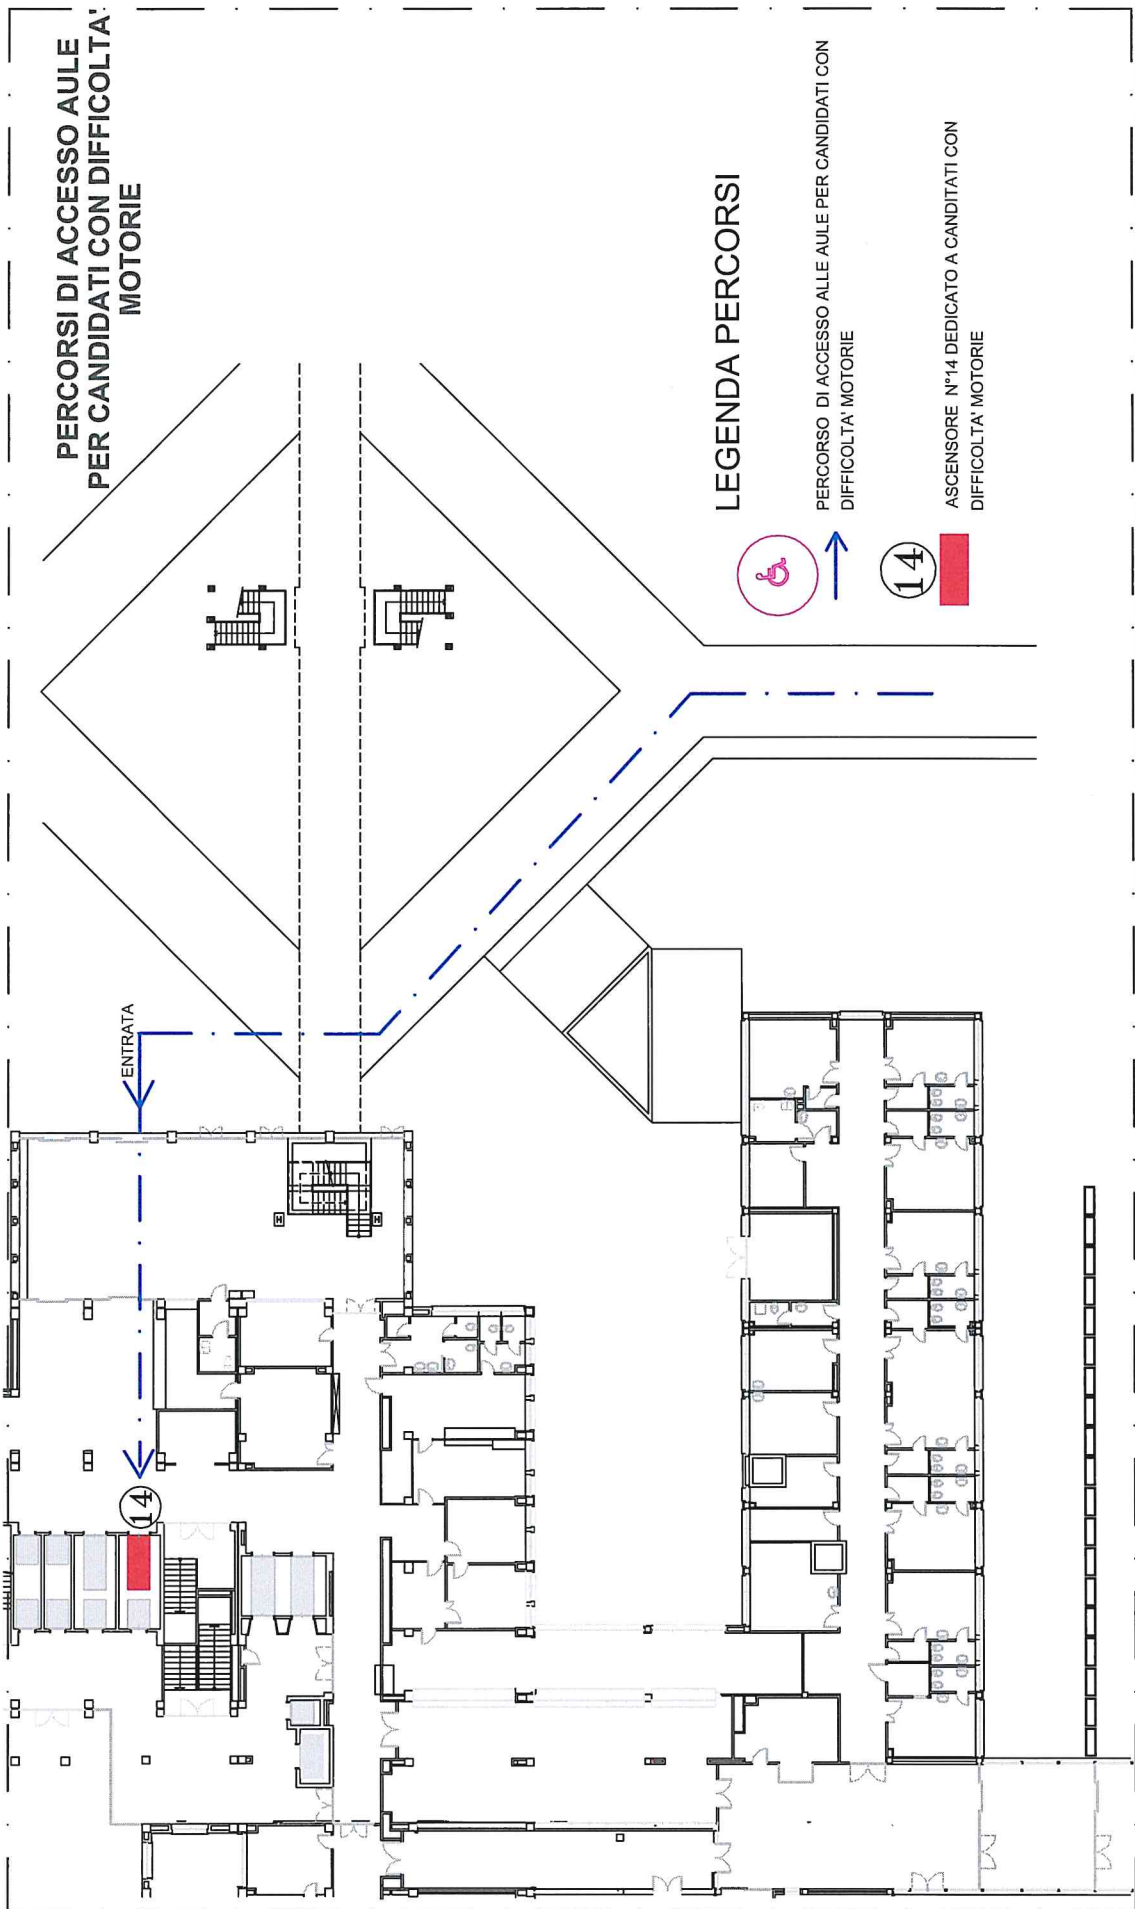 PERCORSI DI ACCESSO AULE
PER CANDIDATI CON DIFFICOLTA'
MOTORIE
ENTRATA
14
H
H
LEGENDA PERCORSI
PERCORSO DI ACCESSO ALLE AULE PER CANDIDATI CON
DIFFICOLTA' MOTORIE
14
ASCENSORE N°14 DEDICATO A CANDITATI CON
DIFFICOLTA' MOTORIE